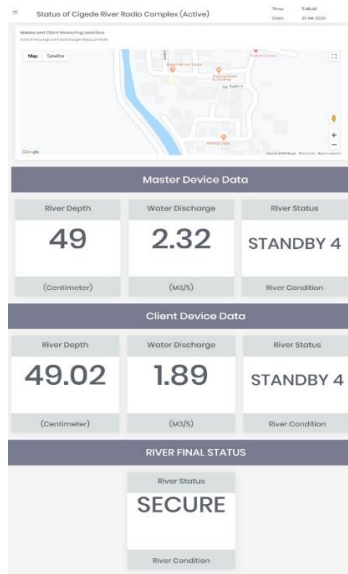 Status of Cigede River Radio Complex (Active)
Time:
Date:
Master and Client Measuring Locations
Map
Satellite
Google
Master Device Data
River Depth
Water Discharge
River Status
49
2.32
STANDBY 4
(Centimeter)
(M3/S)
River Condition
Client Device Data
River Depth
Water Discharge
River Status
49.02
1.89
STANDBY 4
(Centimeter)
(M3/S)
River Condition
RIVER FINAL STATUS
River Status
SECURE
River Condition